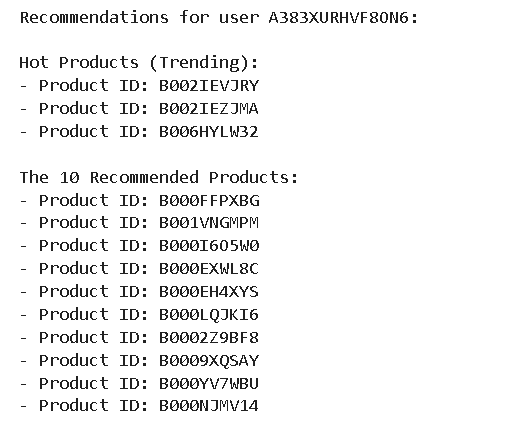 Recommendations for user A383XURHVF8ON6:
Hot Products (Trending):
- Product ID: B002IEVJRY
- Product ID: B002IEZJMA
- Product ID: B006HYLW32
The 10 Recommended Products:
- Product ID: B000FFPXBG
- Product ID: B001VNGMPM
- Product ID: B000I6O5W0
- Product ID: B000EXWL8C
- Product ID: B000EH4XYS
- Product ID: B000LQJKI6
- Product ID: B0002Z9BF8
- Product ID: B0009XQSAY
- Product ID: B000YV7WBU
- Product ID: B000NJMV14